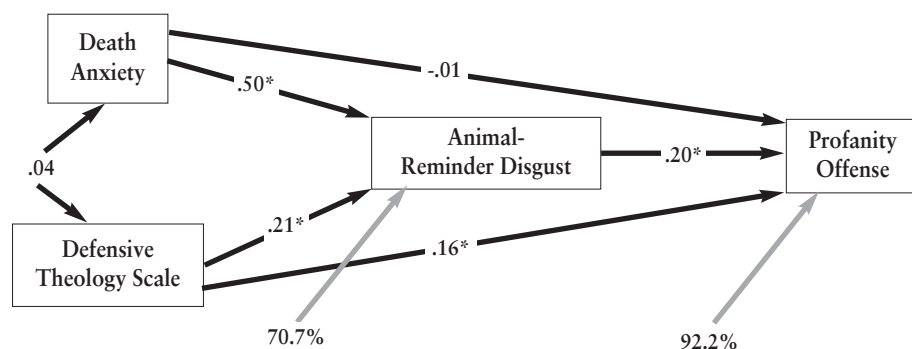 Death
Anxiety
-.01
.50*
Animal-
Reminder Disgust
.20*
Profanity
Offense
.04
Defensive
Theology Scale
.21*
.16*
70.7%
92.2%